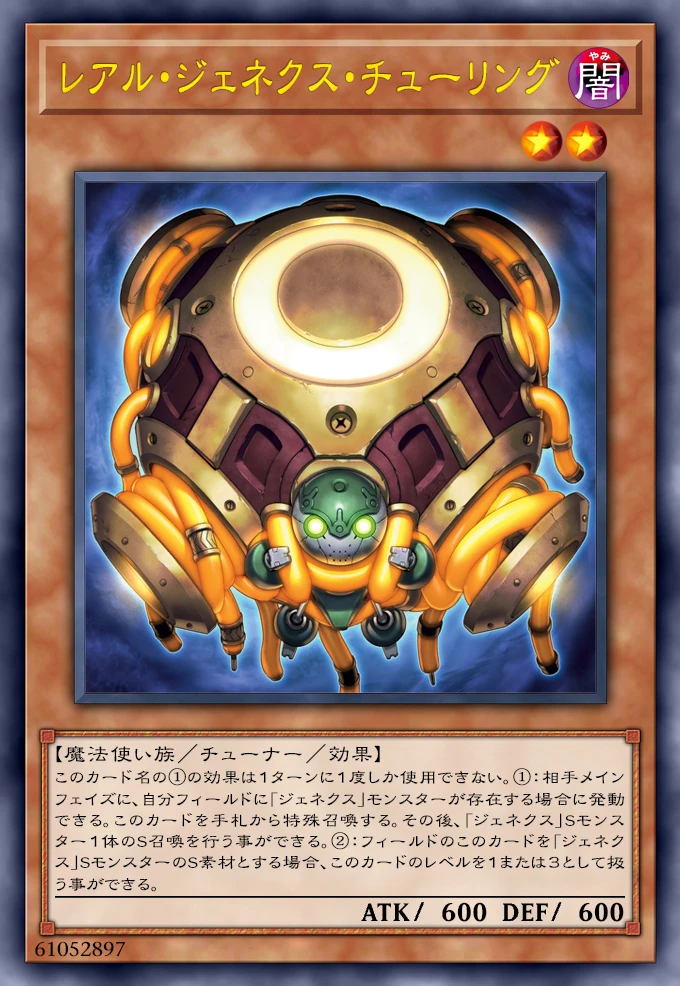 レアル・ジェネクス・チューリング
やみ
闇
【魔法使い族／チューナー／効果】
このカード名の①の効果は１ターンに１度しか使用できない。①：相手メイン
フェイズに、自分フィールドに「ジェネクス」モンスターが存在する場合に発動
できる。このカードを手札から特殊召喚する。その後、「ジェネクス」Sモンス
ター１体のS召喚を行う事ができる。②：フィールドのこのカードを「ジェネク
ス」SモンスターのS素材とする場合、このカードのレベルを１または３として扱
う事ができる。
ATK/ 600 DEF/ 600
61052897